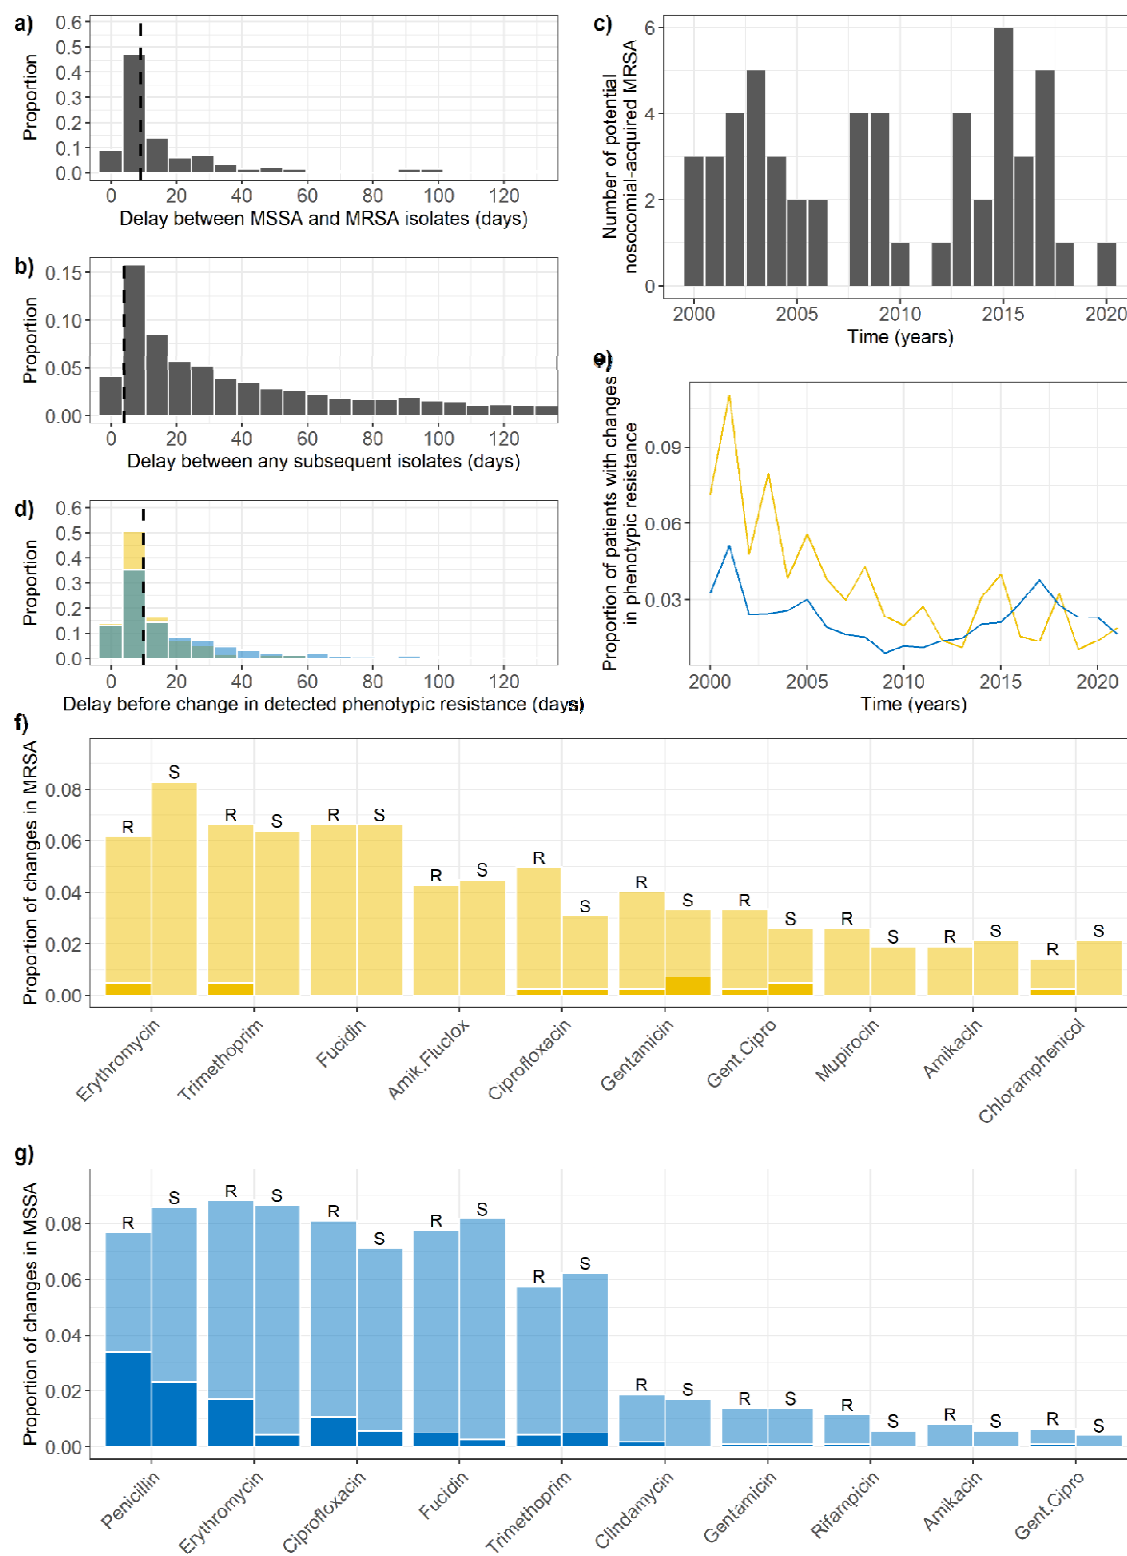 a)
0.6
0.5
0.4
0.3
0.2
0.1
0.0
Proportion
0 20 40 60 80 100 120
Delay between MSSA and MRSA isolates (days)
b)
0.15
0.10
0.05
0.00
Proportion
0 20 40 60 80 100 120
Delay between any subsequent isolates (days)
c)
6
4
2
0
Number of potential
nosocomial-acquired MRSA
2000 2005 2010 2015 2020
Time (years)
d)
0.6
0.5
0.4
0.3
0.2
0.1
0.0
Proportion
0 20 40 60 80 100 120
Delay before change in detected phenotypic resistance (days)
e)
0.09
0.06
0.03
Proportion of patients with changes
in phenotypic resistance
2000 2005 2010 2015 2020
Time (years)
f)
0.08
0.06
0.04
0.02
0.00
Proportion of changes in MRSA
R S R S R S R S R S R S R S R S R S R S
Erythromycin
Trimethoprim
Fucidin
Amik.Fluclox
Ciprofloxacin
Gentamicin
Gent.Cipro
Mupirocin
Amikacin
Chloramphenicol
g)
0.08
0.06
0.04
0.02
0.00
Proportion of changes in MSSA
R S R S R S R S R S R S R S R S R S R S
Penicillin
Erythromycin
Ciprofloxacin
Fucidin
Trimethoprim
Clindamycin
Gentamicin
Rifampicin
Amikacin
Gent.Cipro